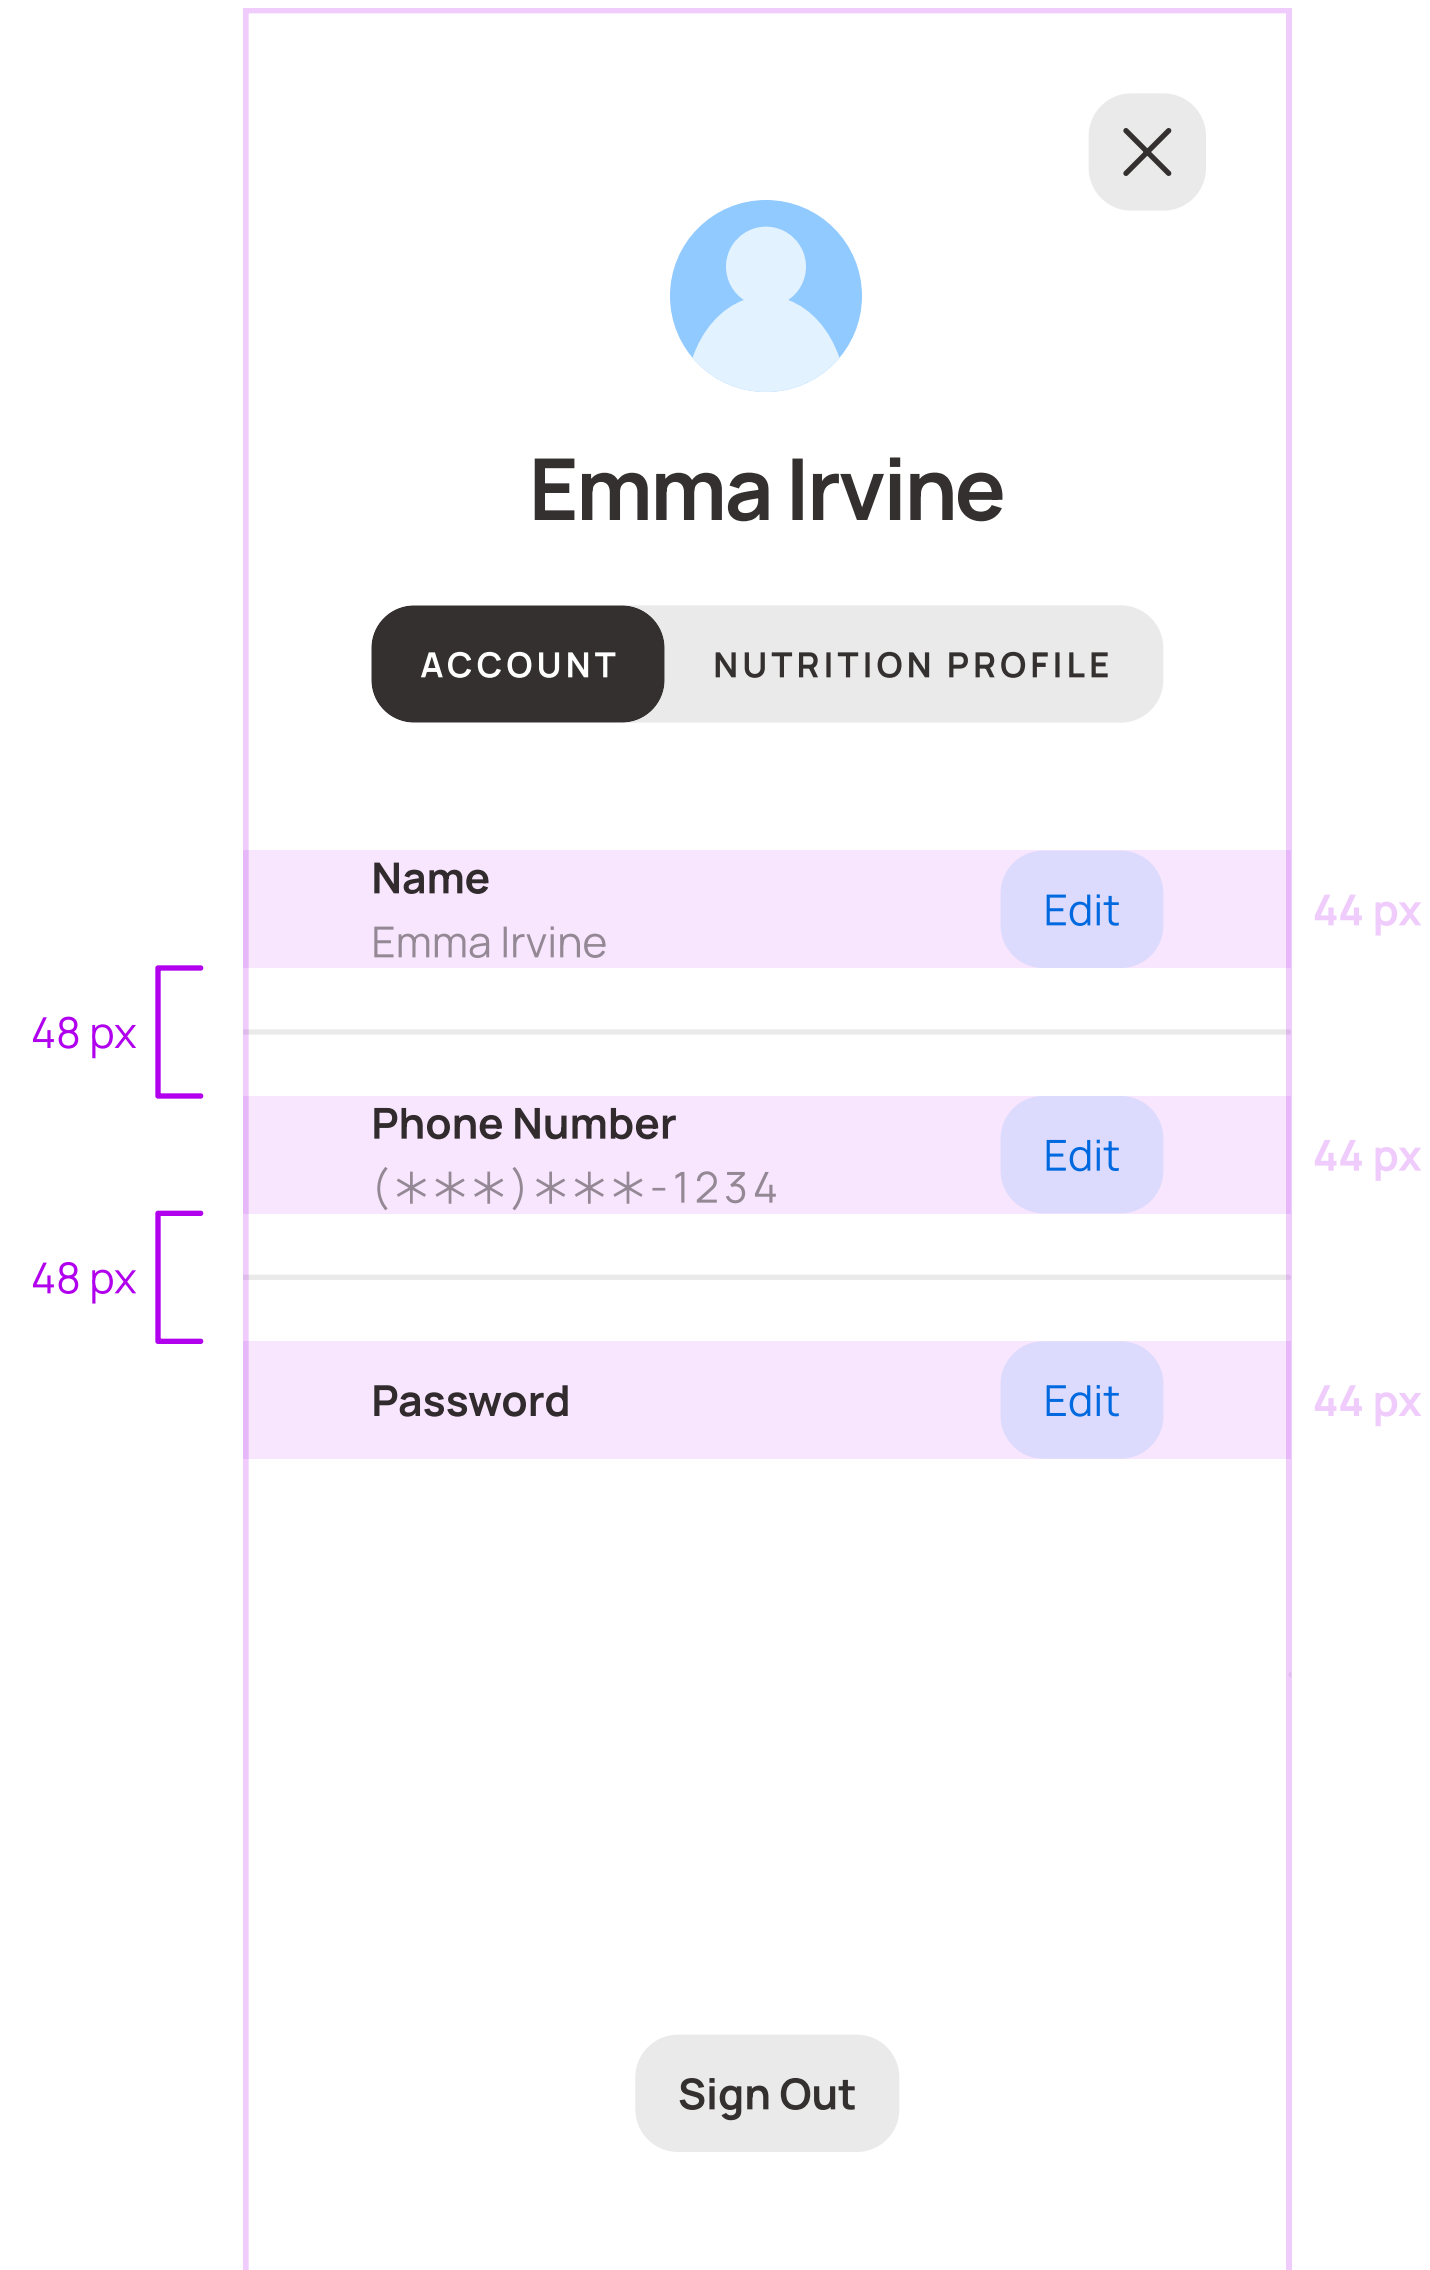 Emma Irvine
ACCOUNT NUTRITION PROFILE
Name
Edit
44 px
Emma Irvine
48 px
Phone Number
Edit
44 px
(***)***-1234
48 px
Password
Edit
44 px
Sign Out